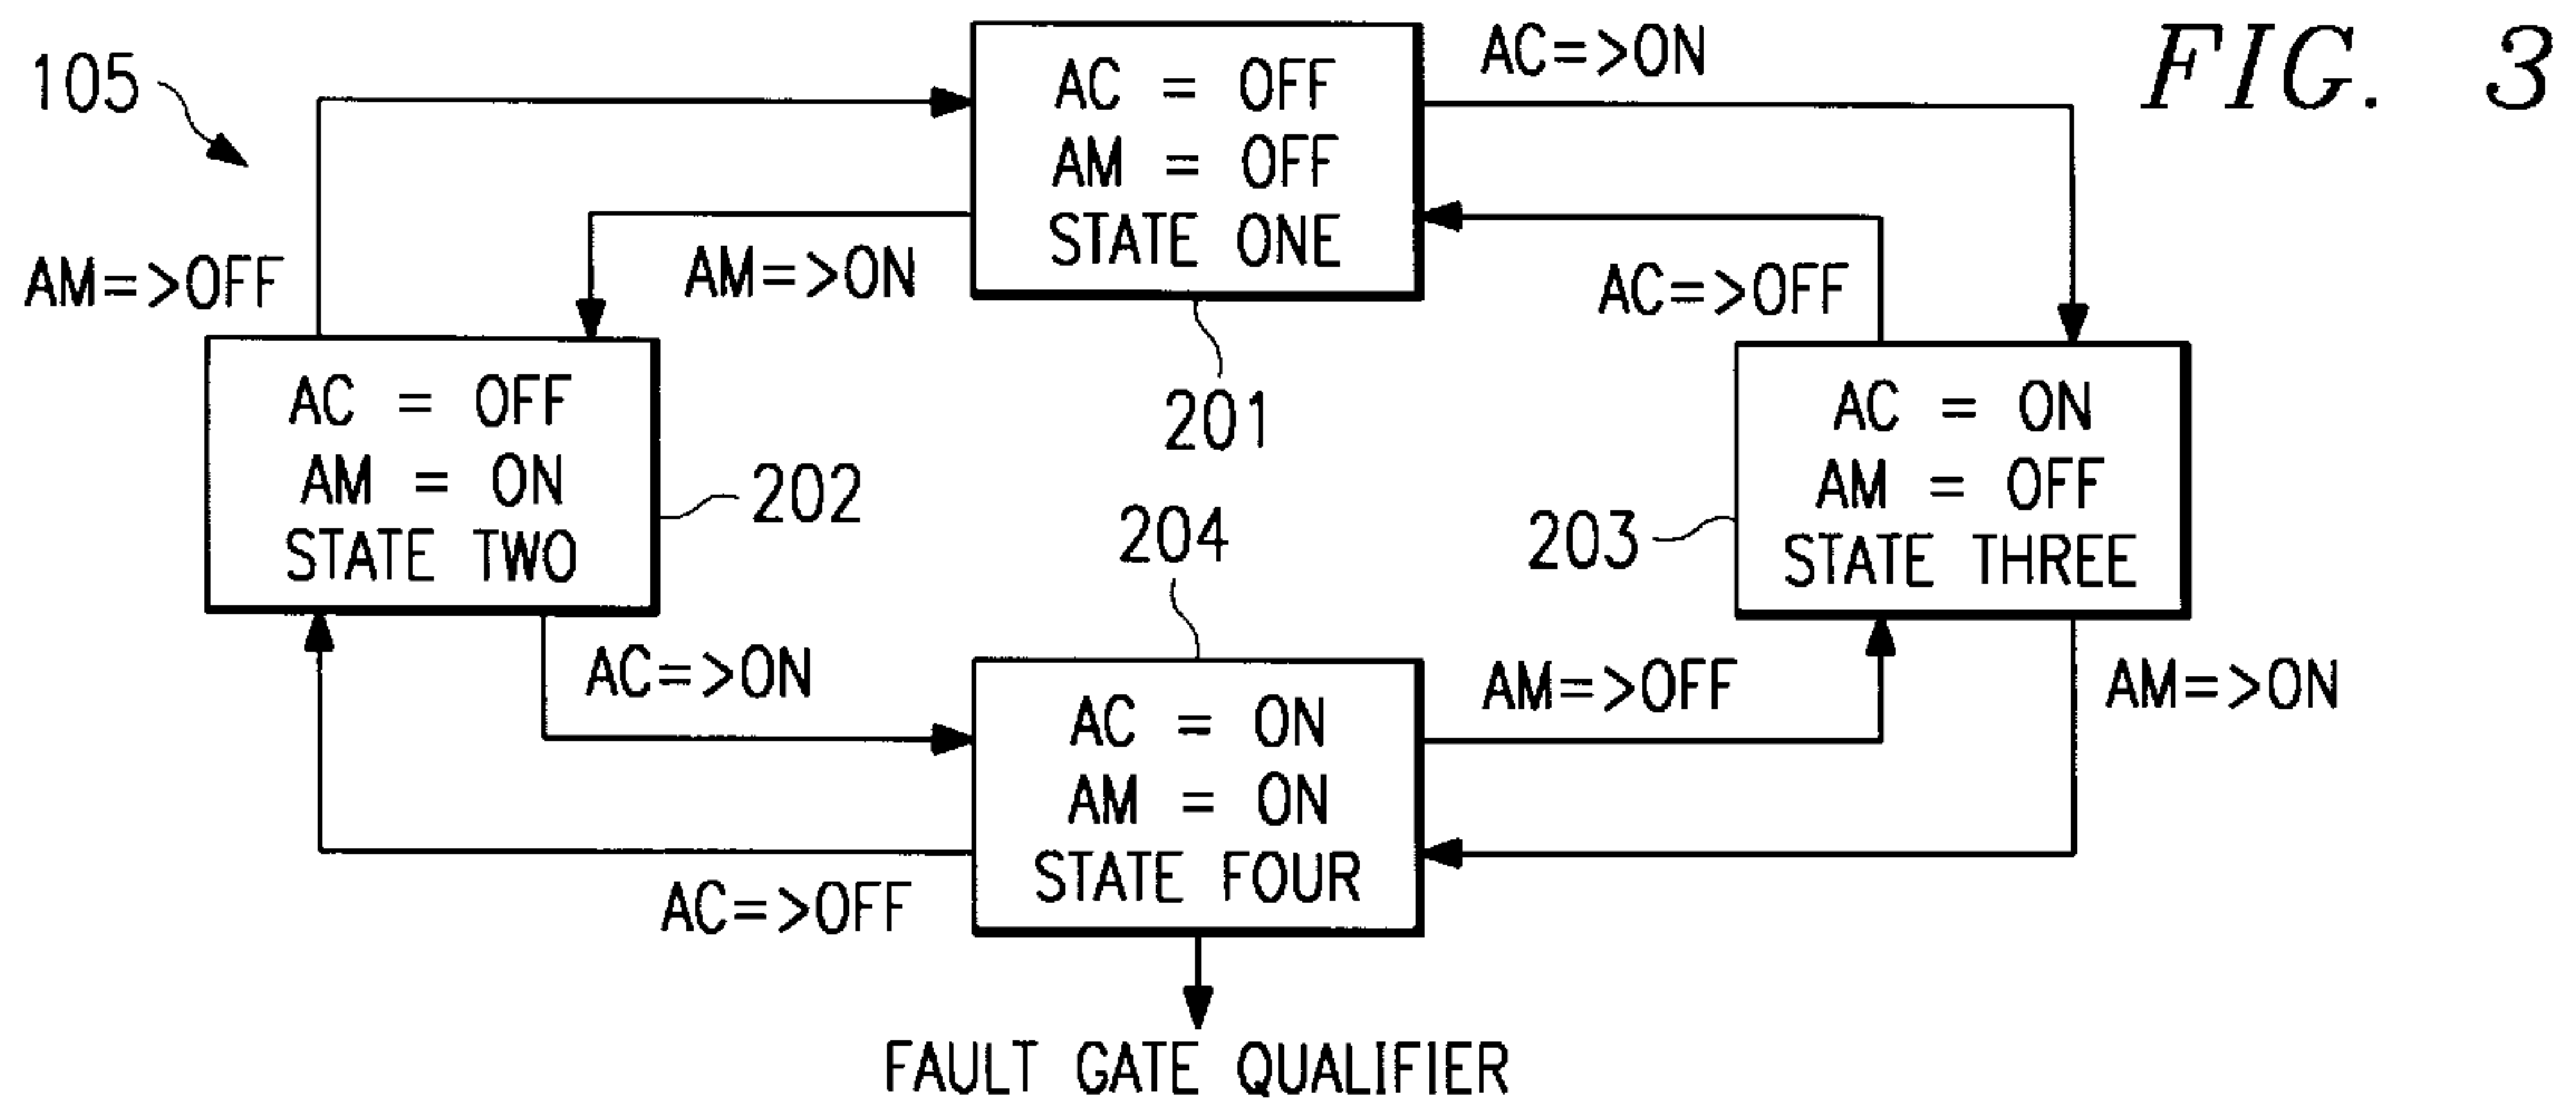 FIG. 3
105
AC = OFF
AM = OFF
STATE ONE
201
AC=>ON
AM=>OFF
AM=>ON
AC=>OFF
AC = OFF
AM = ON
STATE TWO
202
AC = ON
AM = OFF
STATE THREE
203
204
AC=>ON
AM=>OFF
AM=>ON
AC = ON
AM = ON
STATE FOUR
AC=>OFF
FAULT GATE QUALIFIER